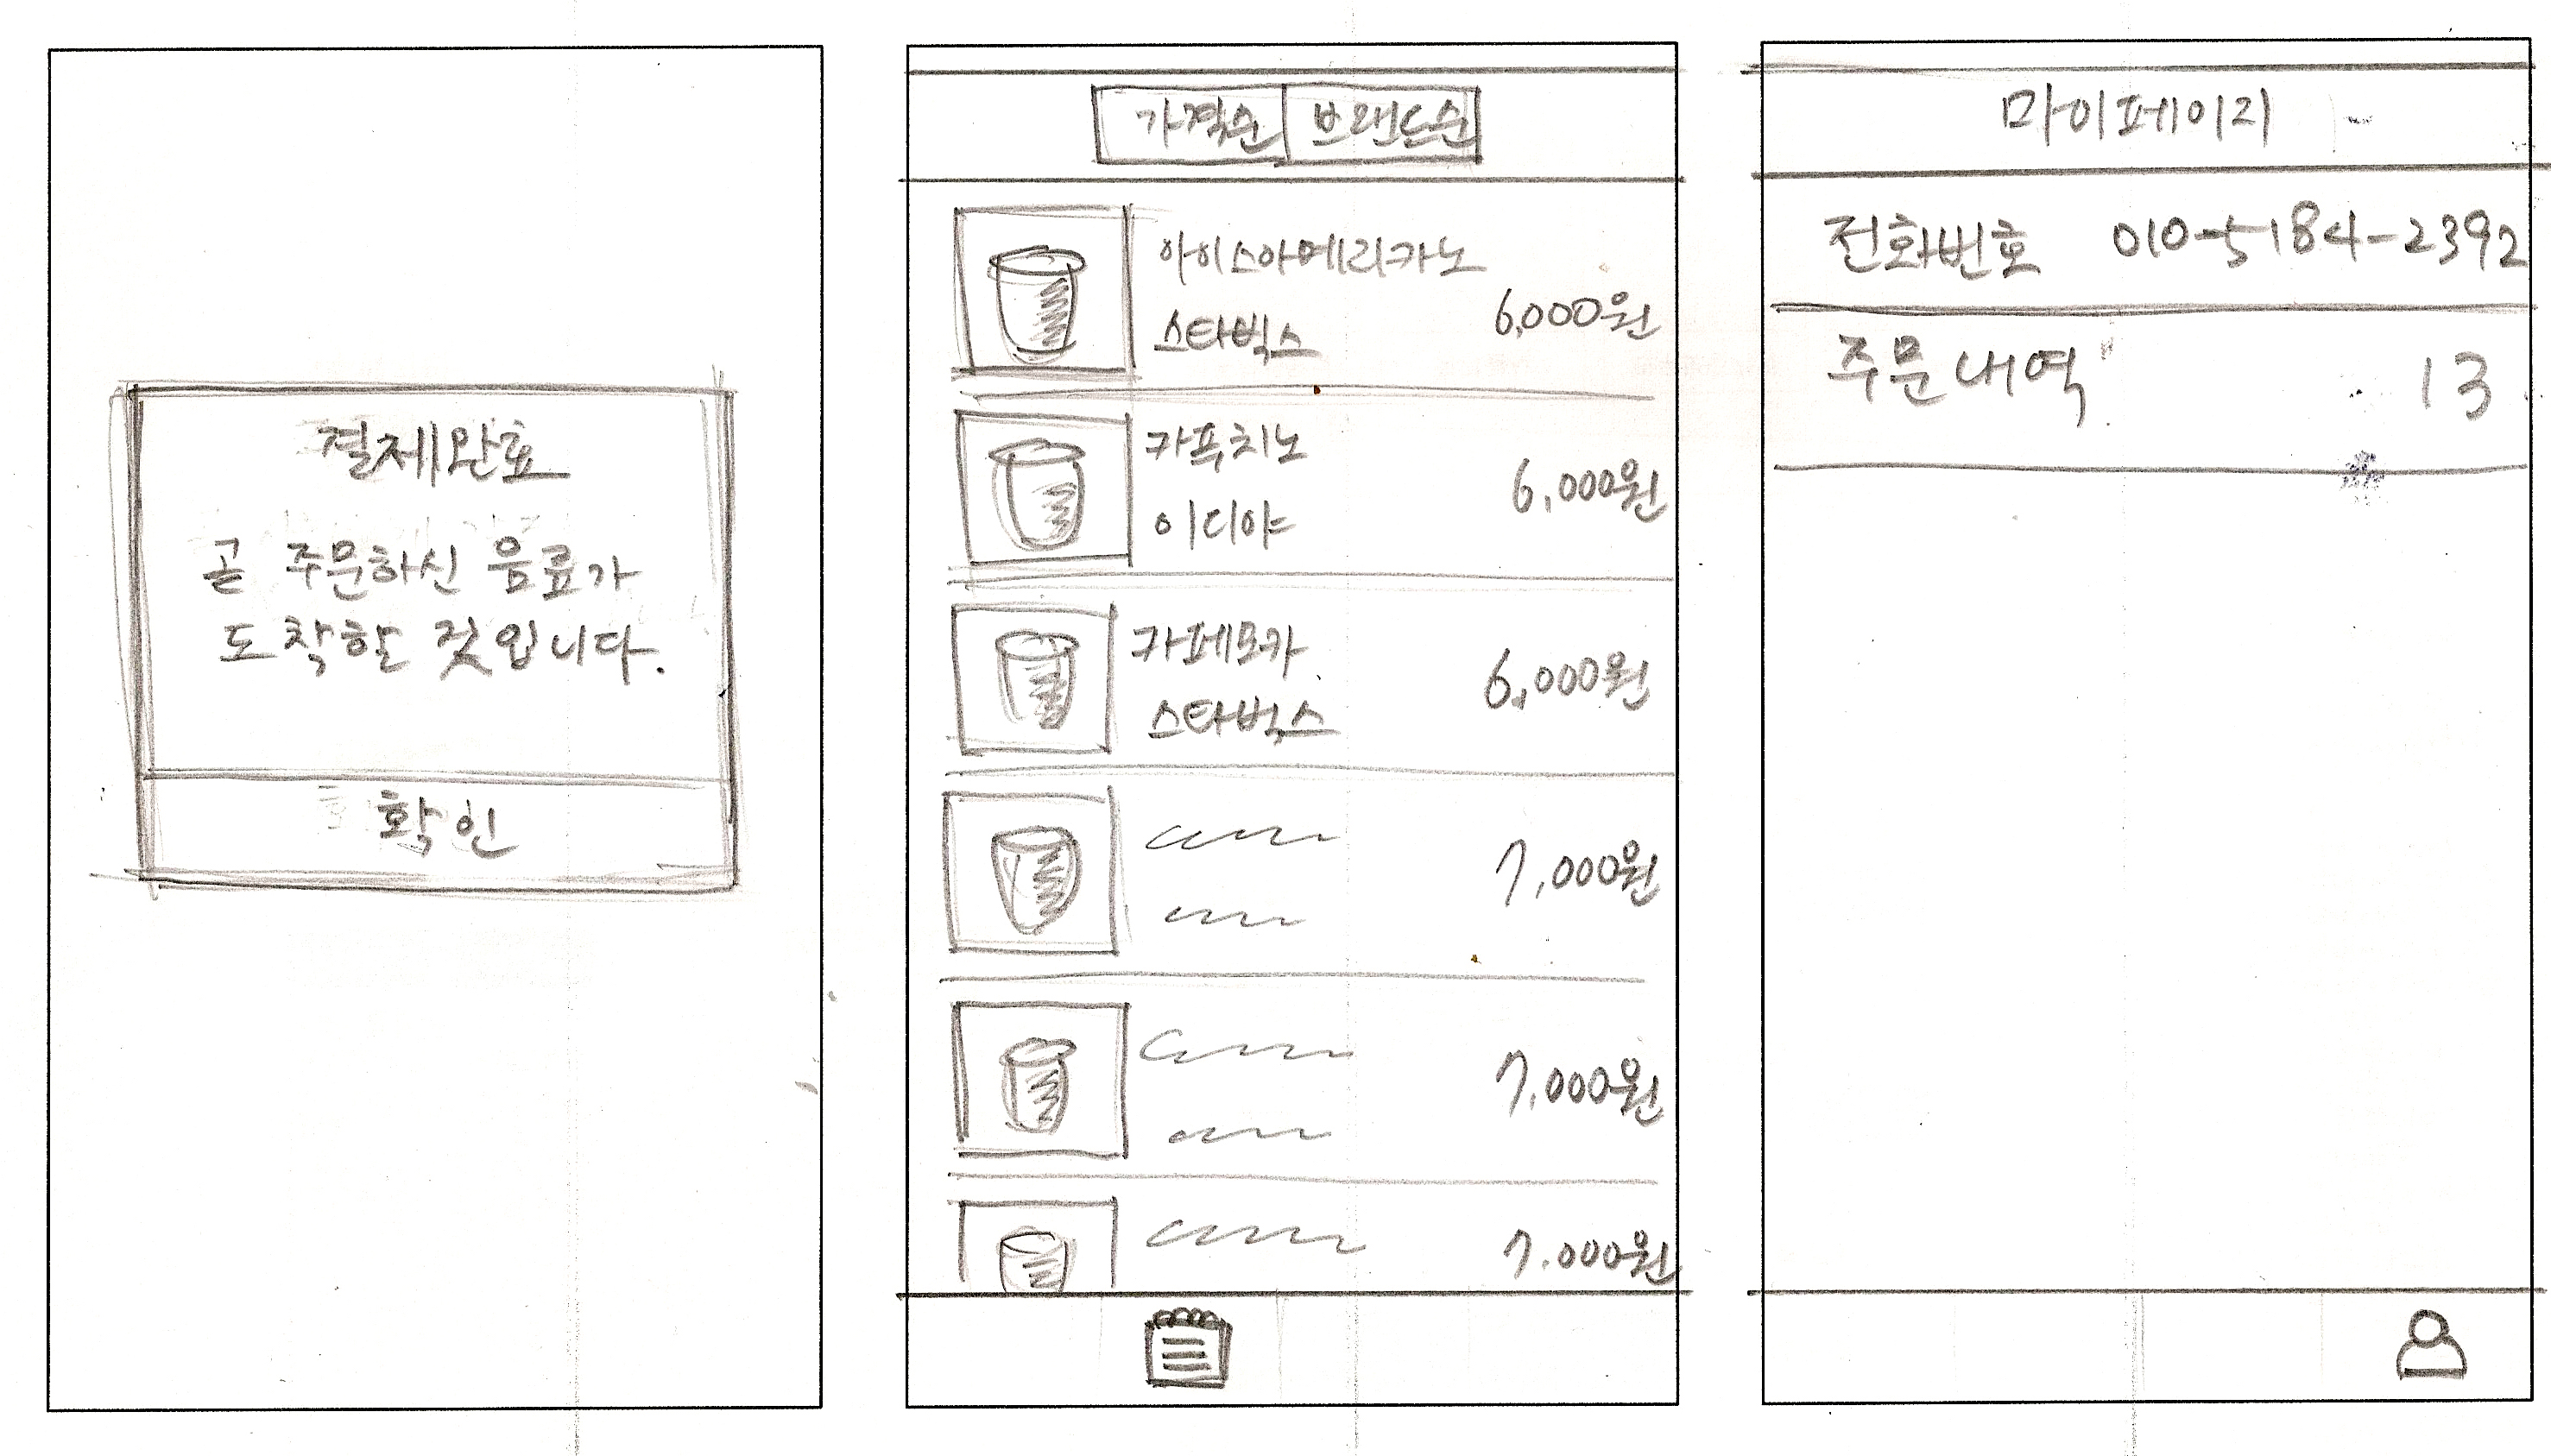 결제완료
곧 주문하신 음료가
도착할 것입니다.
확인
가격순 브랜드순
아이스아메리카노
스타벅스 6,000원
카푸치노
이디야 6,000원
카페모카
스타벅스 6,000원
7,000원
7,000원
7,000원
마이페이지
전화번호 010-5184-2392
주문내역 13